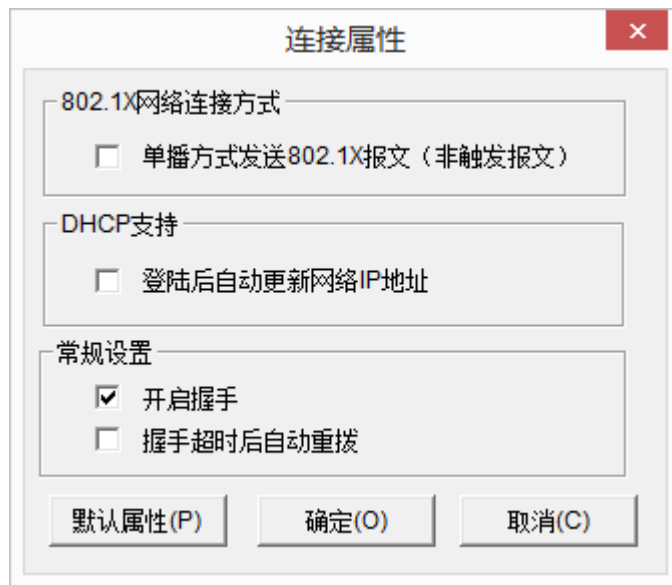 连接属性
802.1X网络连接方式
单播方式发送802.1X报文（非触发报文）
DHCP支持
登陆后自动更新网络IP地址
常规设置
开启握手
握手超时后自动重拨
默认属性(P) 确定(O) 取消(C)